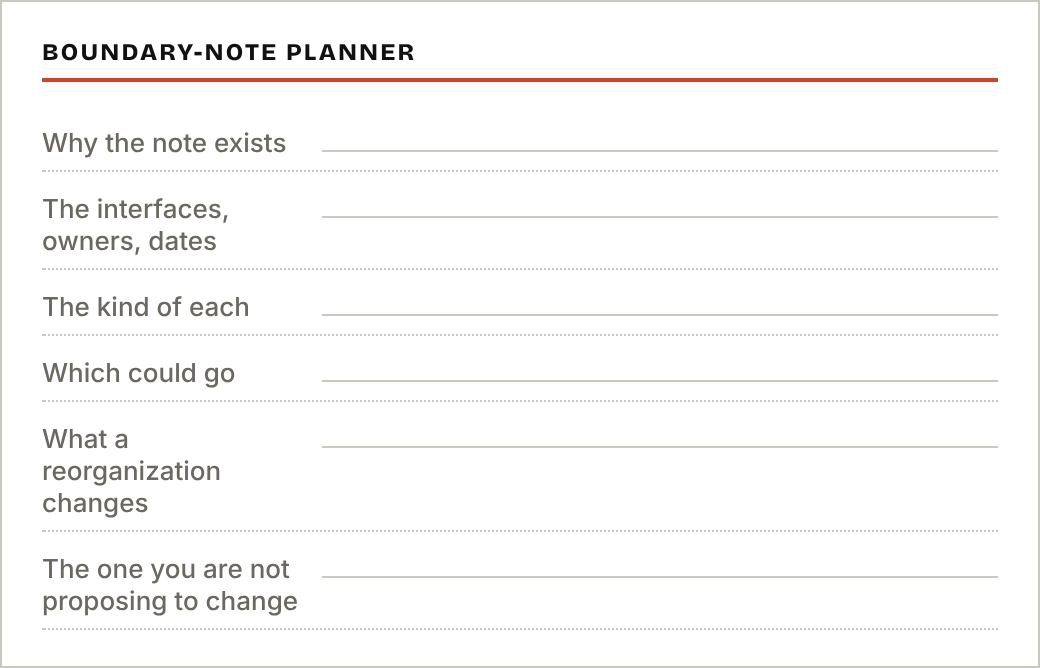 BOUNDARY-NOTE PLANNER
Why the note exists
The interfaces,
owners, dates
The kind of each
Which could go
What a
reorganization
changes
The one you are not
proposing to change